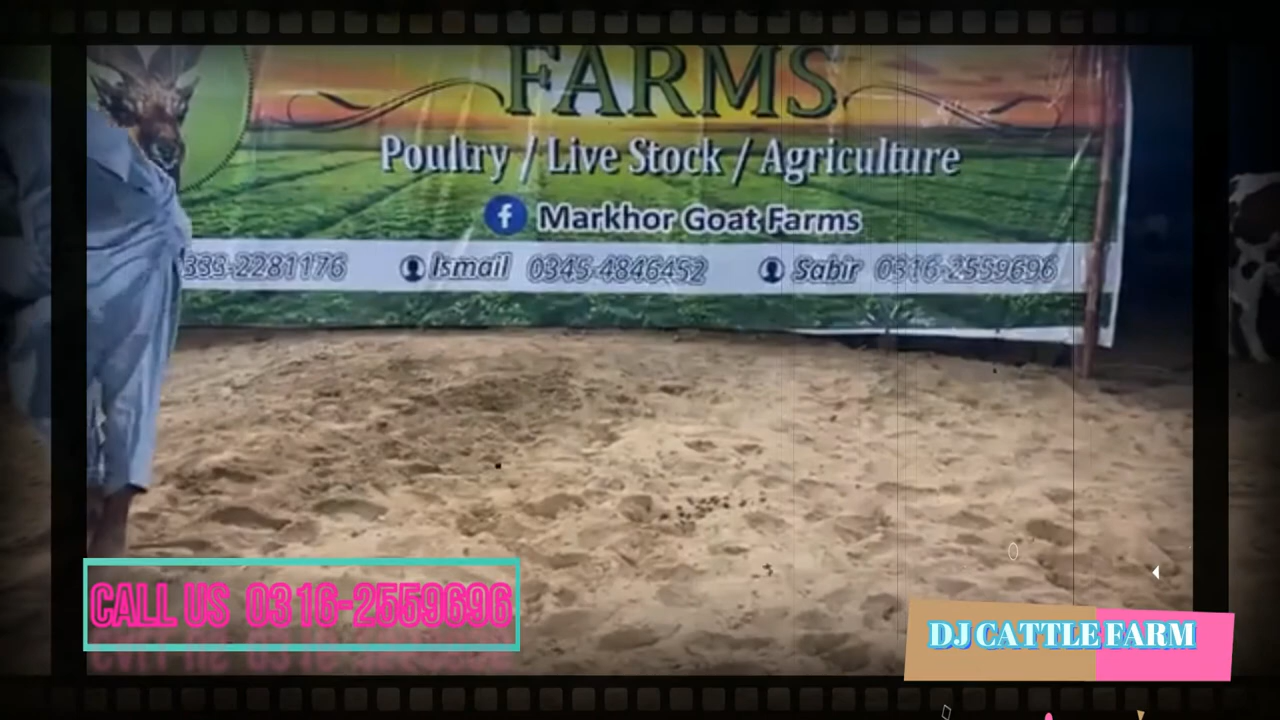 FARMS
Poultry / Live Stock / Agriculture
Markhor Goat Farms
333-2281176 Ismail 0345-4846452 Sabir 0316-2559696
CALL US 0316-2559696
DJ CATTLE FARM